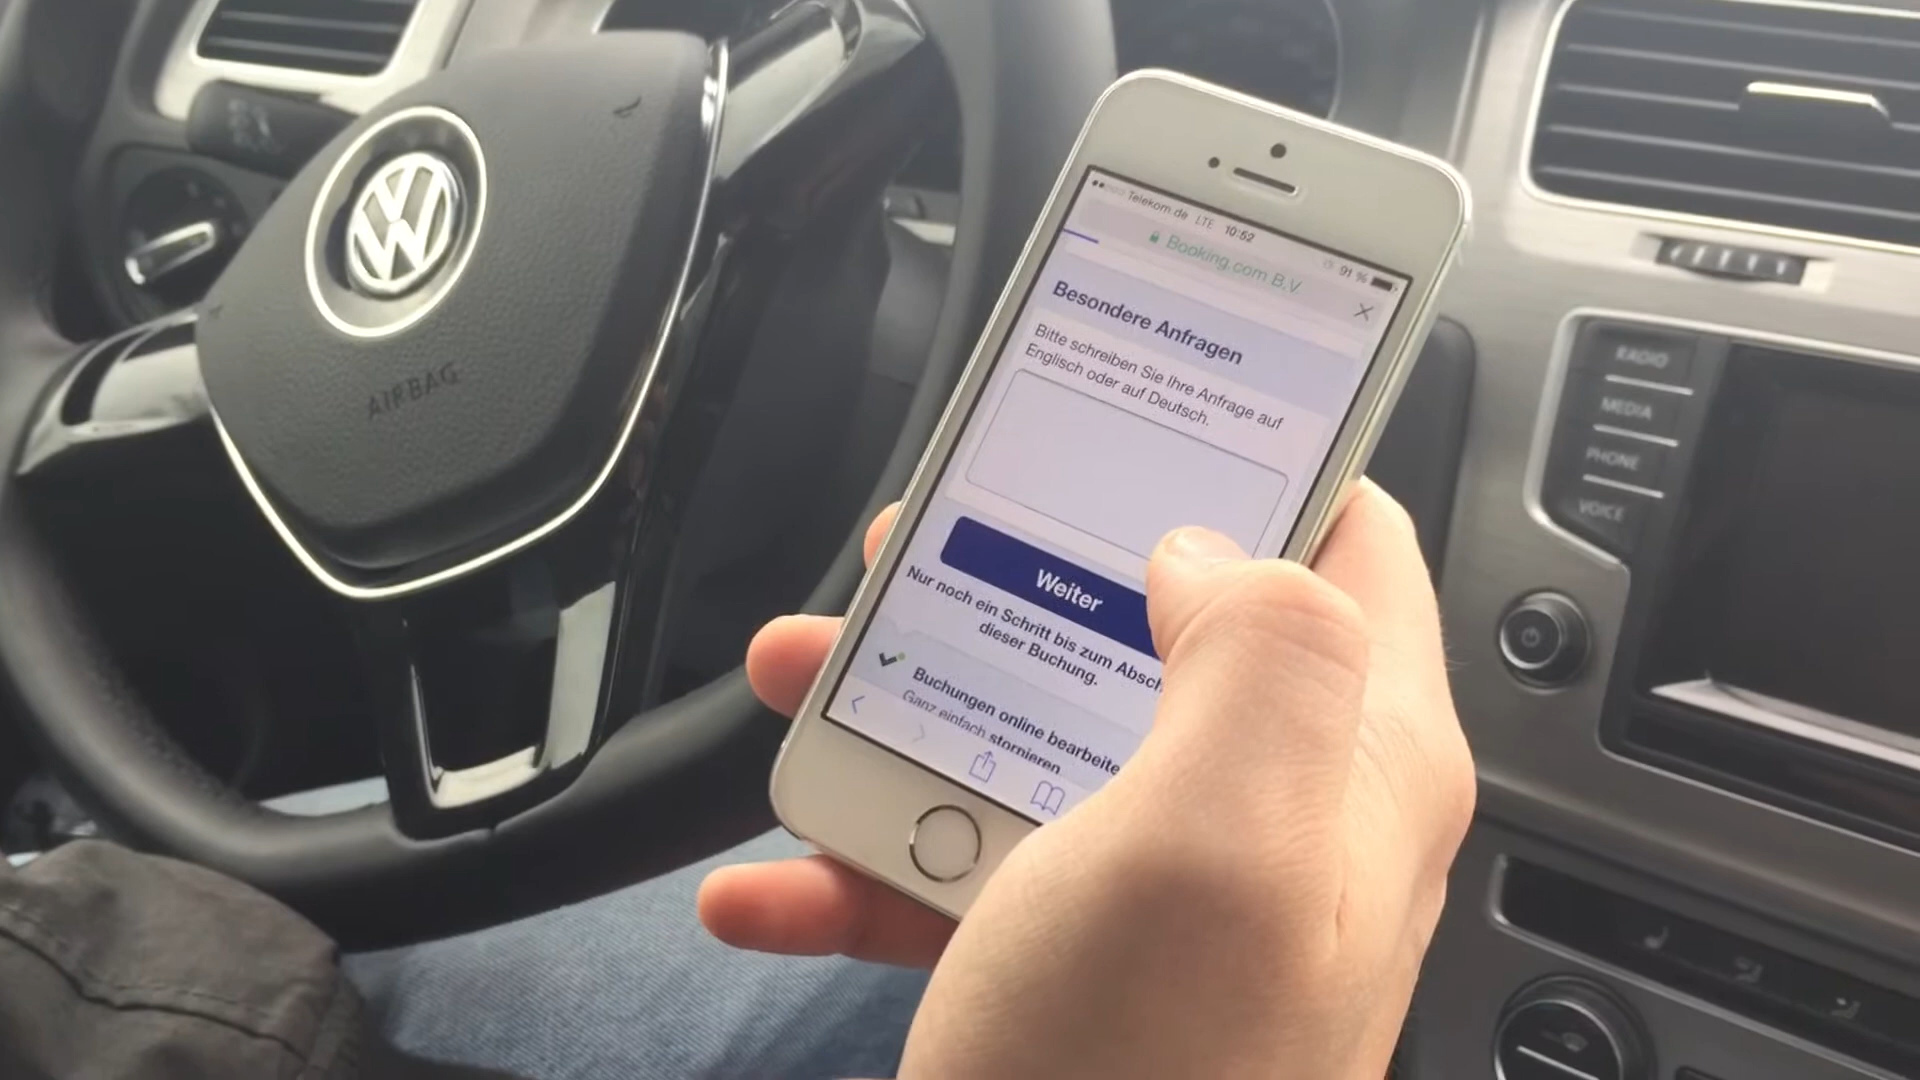 AIRBAG
Telekom.de LTE 10:52 91 %
Booking.com B.V
Besondere Anfragen
Bitte schreiben Sie Ihre Anfrage auf
Englisch oder auf Deutsch.
Weiter
Nur noch ein Schritt bis zum Absch
dieser Buchung.
Buchungen online bearbeite
Ganz einfach stornieren
RADIO
MEDIA
PHONE
VOICE